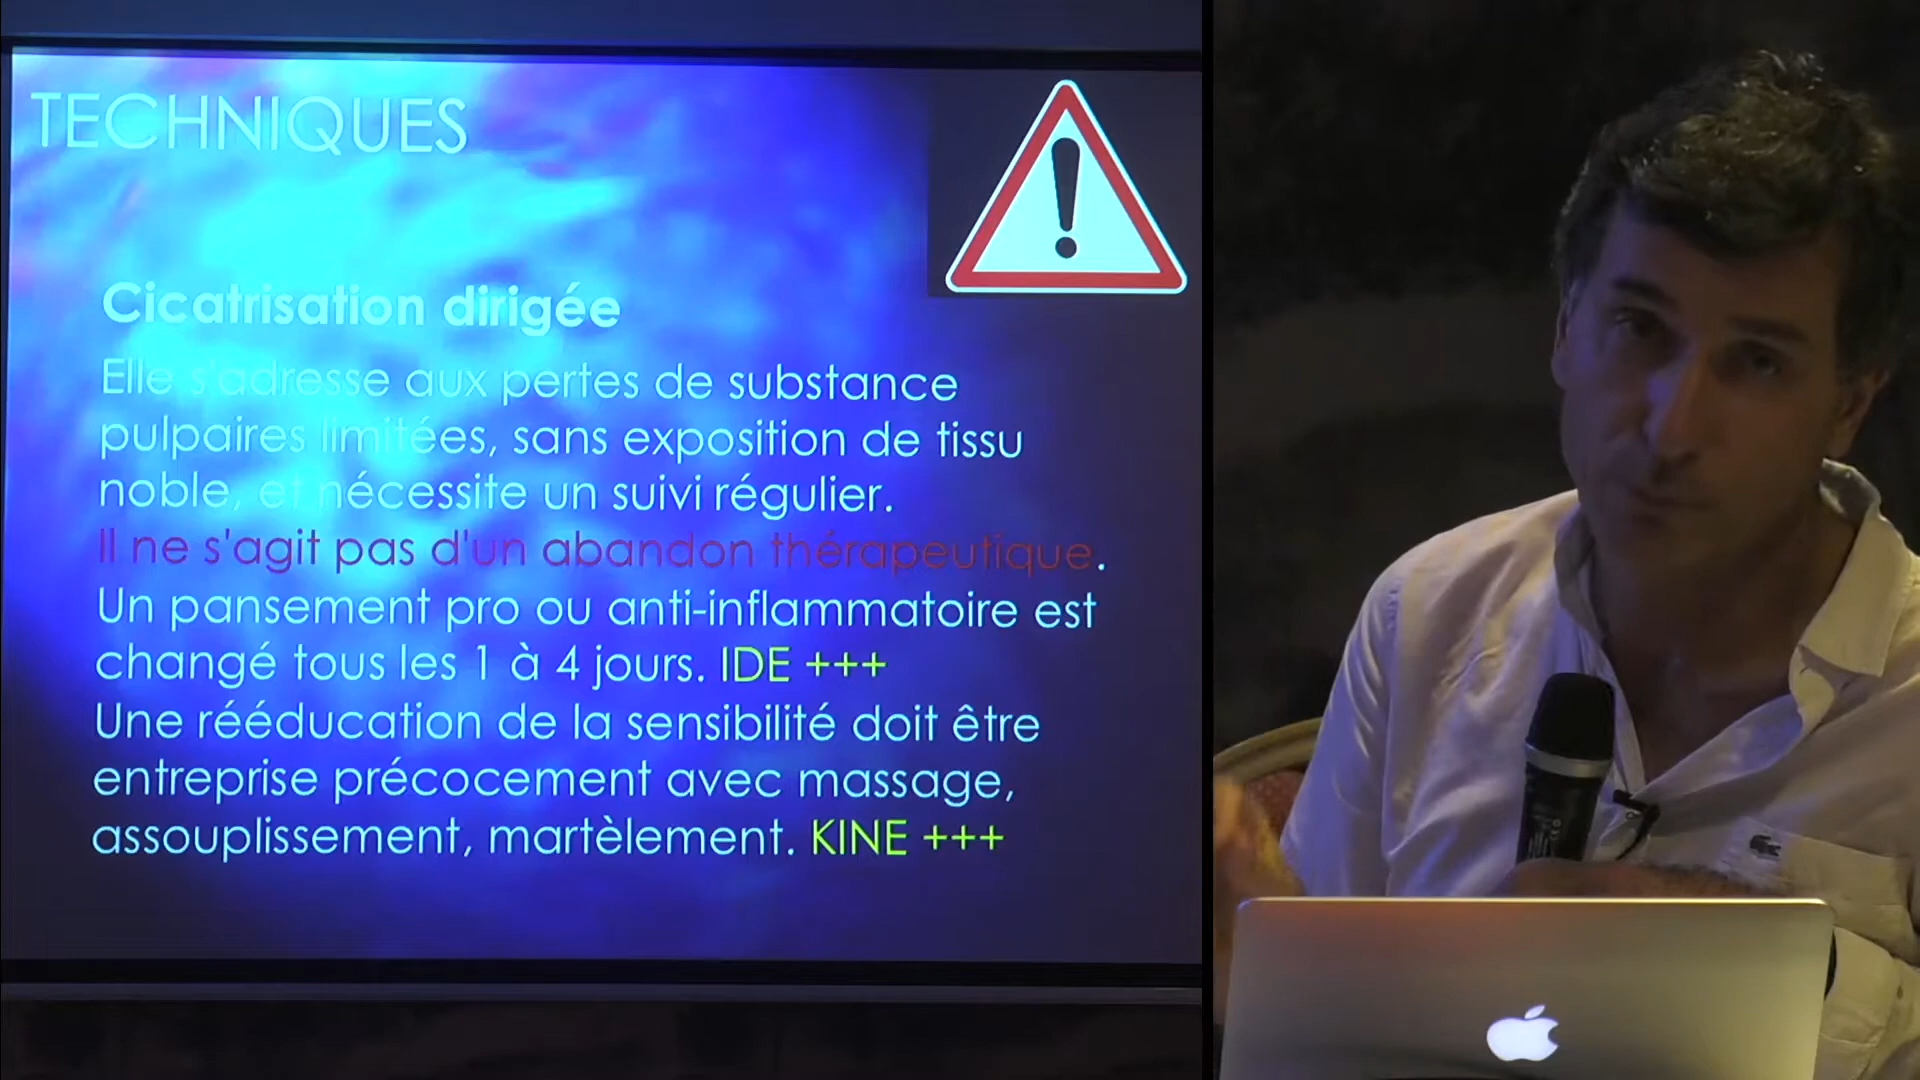 TECHNIQUES
Cicatrisation dirigée
Elle s'adresse aux pertes de substance
pulpaires limitées, sans exposition de tissu
noble, et nécessite un suivi régulier.
Il ne s'agit pas d'un abandon thérapeutique.
Un pansement pro ou anti-inflammatoire est
changé tous les 1 à 4 jours. IDE +++
Une rééducation de la sensibilité doit être
entreprise précocement avec massage,
assouplissement, martèlement. KINE +++